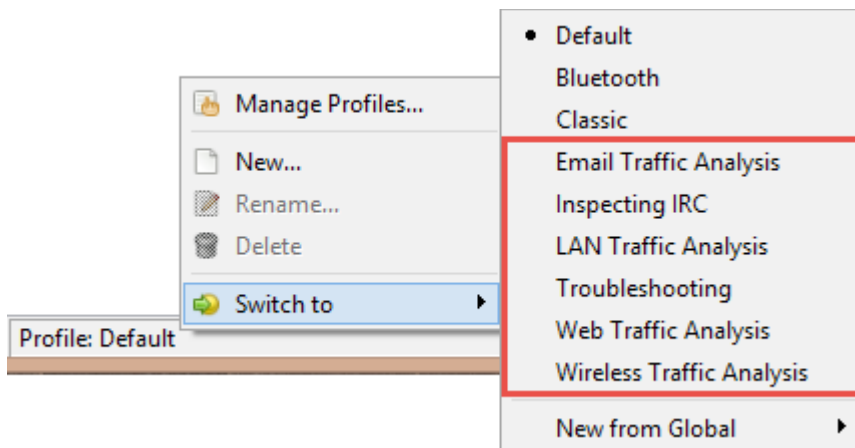 Manage Profiles...
New...
Rename...
Delete
Switch to
Profile: Default
Default
Bluetooth
Classic
Email Traffic Analysis
Inspecting IRC
LAN Traffic Analysis
Troubleshooting
Web Traffic Analysis
Wireless Traffic Analysis
New from Global